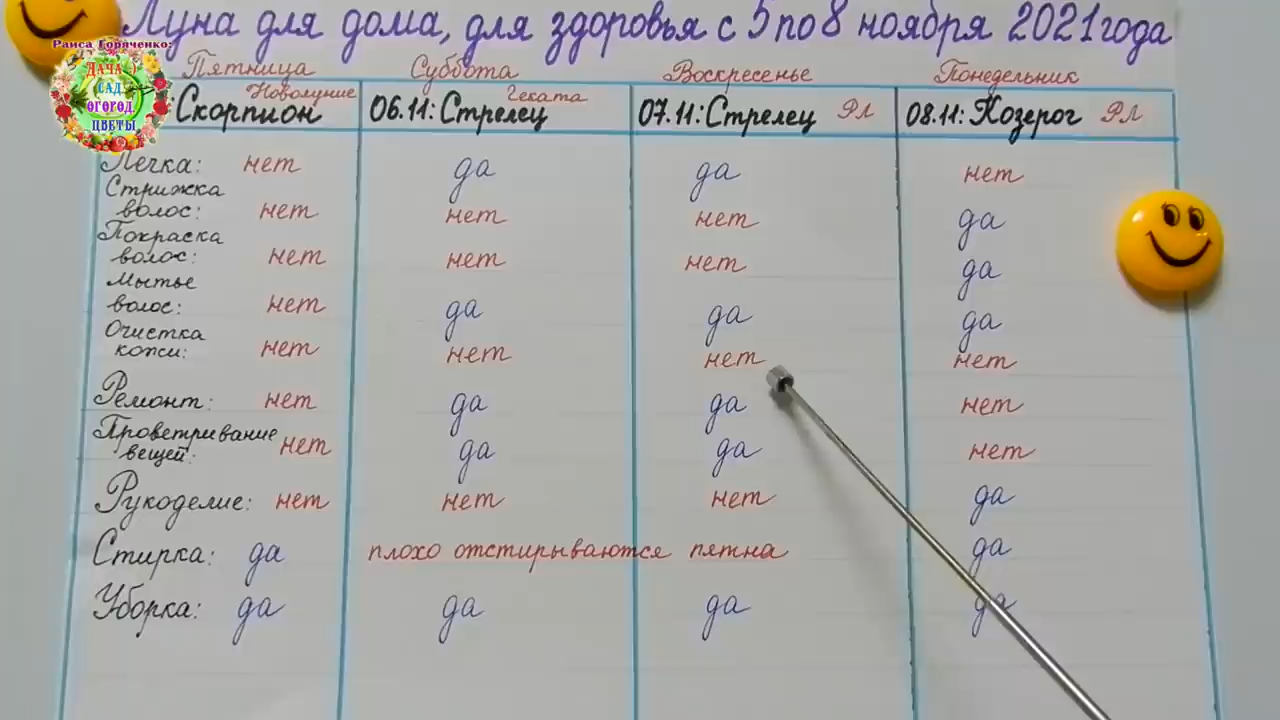 Луна для дома, для здоровья с 5 по 8 ноября 2021 года
Раиса Горяченко:
ДАЧА
САД
ОГОРОД
ЦВЕТЫ
Пятница Суббота Воскресенье Понедельник
Новолуние Геката
Скорпион 06.11: Стрелец 07.11: Стрелец РЛ 08.11: Козерог РЛ
нет да да нет
Стрижка
волос: нет нет нет да
Покраска
волос: нет нет нет да
Мытье
волос: нет да да да
Очистка
кожи: нет нет нет нет
Ремонт: нет да да нет
Проветривание
вещей: нет да да нет
Рукоделие: нет нет нет да
Стирка: да плохо отстирываются пятна да
Уборка: да да да да